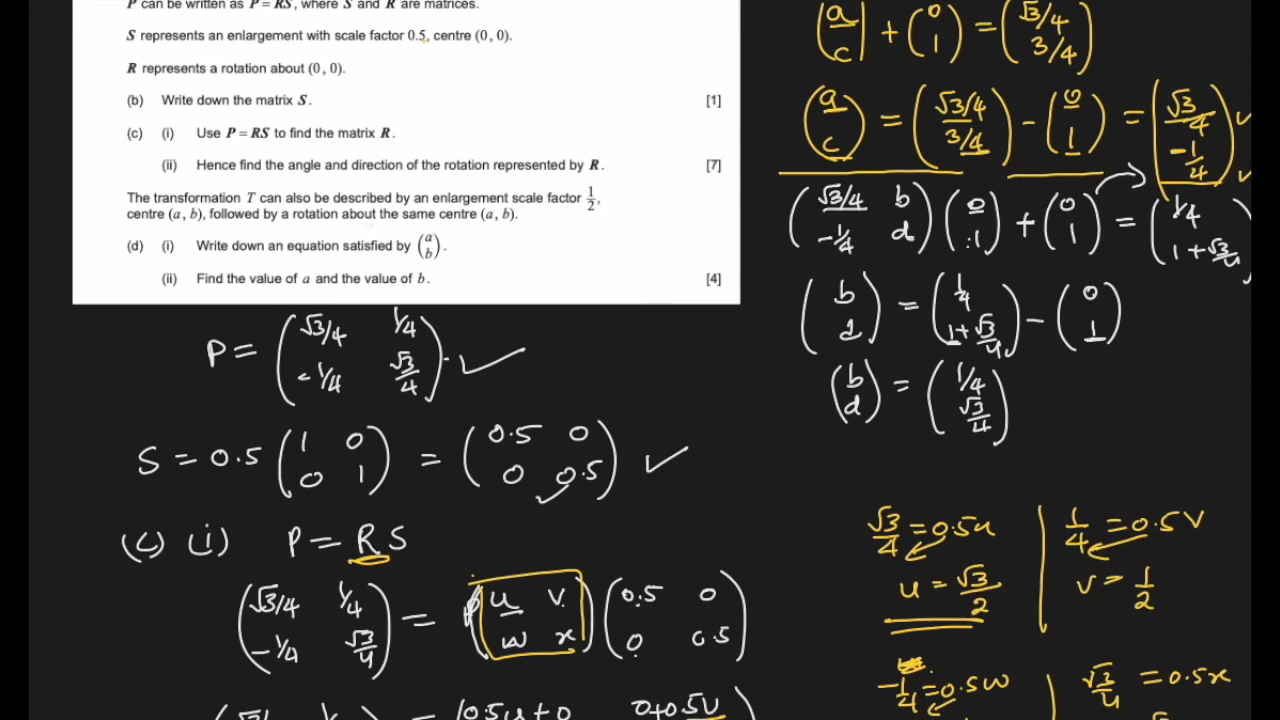 P can be written as P = RS, where S and R are matrices.
S represents an enlargement with scale factor 0.5, centre (0, 0).
R represents a rotation about (0, 0).
(b) Write down the matrix S. [1]
(c) (i) Use P = RS to find the matrix R.
(ii) Hence find the angle and direction of the rotation represented by R. [7]
The transformation T can also be described by an enlargement scale factor 1/2,
centre (a, b), followed by a rotation about the same centre (a, b).
(d) (i) Write down an equation satisfied by (a b).
(ii) Find the value of a and the value of b. [4]
P = (√3/4 1/4
-1/4 √3/4) ✓
S = 0.5 (1 0
0 1) = (0.5 0
0 0.5) ✓
(c) (i) P = RS
(√3/4 1/4
-1/4 √3/4) = (u v
w x) (0.5 0
0 0.5)
= (0.5u+0 0+0.5v
(a
c) + (0
1) = (√3/4
3/4)
(a
c) = (√3/4
3/4) - (0
1) = (√3/4
-1/4) ✓ ✓
(√3/4 b
-1/4 d) (0
1) + (0
1) = (1/4
1+√3/4)
(b
d) = (1/4
1+√3/4) - (0
1)
(b
d) = (1/4
√3/4)
√3/4 = 0.5u
u = √3/2
1/4 = 0.5v
v = 1/2
-1/4 = 0.5w
√3/4 = 0.5x